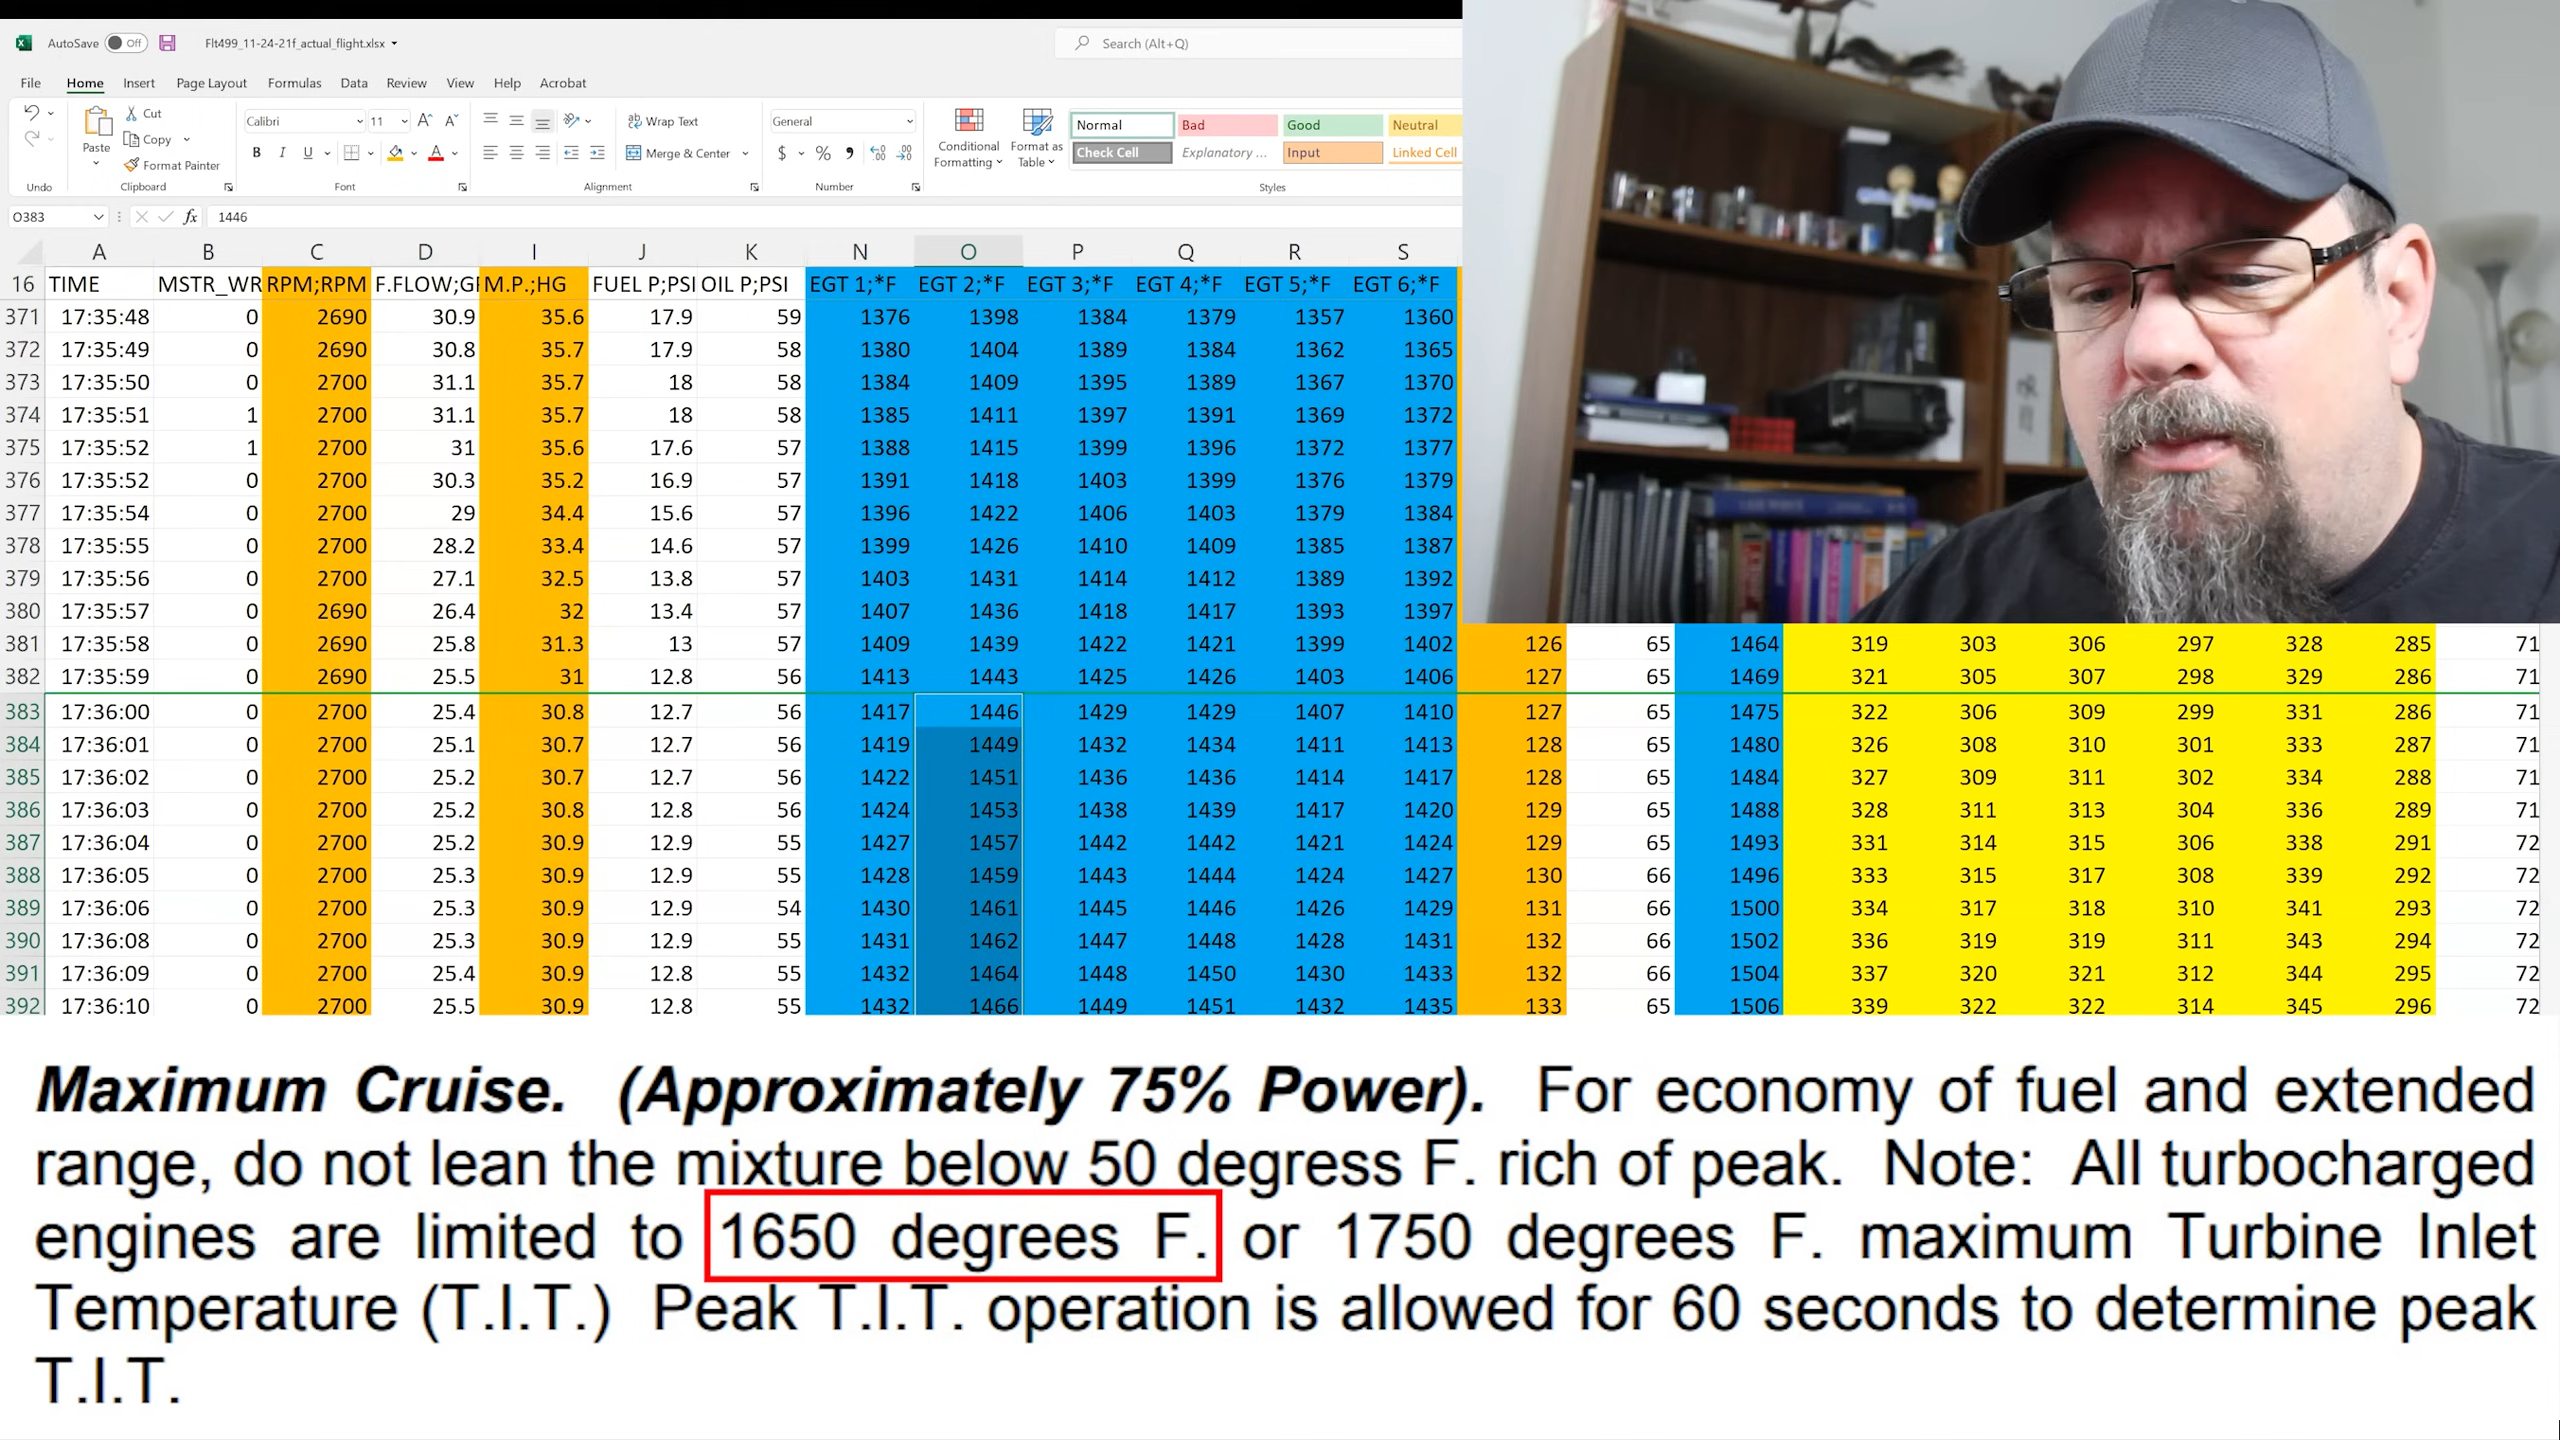 AutoSave Off Flt499_11-24-21f_actual_flight.xlsx Search (Alt+Q)
File Home Insert Page Layout Formulas Data Review View Help Acrobat
Cut Calibri 11 A^ A˅ ab Wrap Text General Normal Bad Good Neutral
Paste Copy B I U A Merge & Center $ % 9 Conditional Formatting Format as Table Check Cell Explanatory ... Input Linked Cell
Format Painter
Undo Clipboard Font Alignment Number Styles
O383 fx 1446
A B C D I J K N O P Q R S
16 TIME MSTR_WR RPM;RPM F.FLOW;G M.P.;HG FUEL P;PSI OIL P;PSI EGT 1;*F EGT 2;*F EGT 3;*F EGT 4;*F EGT 5;*F EGT 6;*F
371 17:35:48 0 2690 30.9 35.6 17.9 59 1376 1398 1384 1379 1357 1360
372 17:35:49 0 2690 30.8 35.7 17.9 58 1380 1404 1389 1384 1362 1365
373 17:35:50 0 2700 31.1 35.7 18 58 1384 1409 1395 1389 1367 1370
374 17:35:51 1 2700 31.1 35.7 18 58 1385 1411 1397 1391 1369 1372
375 17:35:52 1 2700 31 35.6 17.6 57 1388 1415 1399 1396 1372 1377
376 17:35:52 0 2700 30.3 35.2 16.9 57 1391 1418 1403 1399 1376 1379
377 17:35:54 0 2700 29 34.4 15.6 57 1396 1422 1406 1403 1379 1384
378 17:35:55 0 2700 28.2 33.4 14.6 57 1399 1426 1410 1409 1385 1387
379 17:35:56 0 2700 27.1 32.5 13.8 57 1403 1431 1414 1412 1389 1392
380 17:35:57 0 2690 26.4 32 13.4 57 1407 1436 1418 1417 1393 1397
381 17:35:58 0 2690 25.8 31.3 13 57 1409 1439 1422 1421 1399 1402 126 65 1464 319 303 306 297 328 285 71
382 17:35:59 0 2690 25.5 31 12.8 56 1413 1443 1425 1426 1403 1406 127 65 1469 321 305 307 298 329 286 71
383 17:36:00 0 2700 25.4 30.8 12.7 56 1417 1446 1429 1429 1407 1410 127 65 1475 322 306 309 299 331 286 71
384 17:36:01 0 2700 25.1 30.7 12.7 56 1419 1449 1432 1434 1411 1413 128 65 1480 326 308 310 301 333 287 71
385 17:36:02 0 2700 25.2 30.7 12.7 56 1422 1451 1436 1436 1414 1417 128 65 1484 327 309 311 302 334 288 71
386 17:36:03 0 2700 25.2 30.8 12.8 56 1424 1453 1438 1439 1417 1420 129 65 1488 328 311 313 304 336 289 71
387 17:36:04 0 2700 25.2 30.9 12.9 55 1427 1457 1442 1442 1421 1424 129 65 1493 331 314 315 306 338 291 72
388 17:36:05 0 2700 25.3 30.9 12.9 55 1428 1459 1443 1444 1424 1427 130 66 1496 333 315 317 308 339 292 72
389 17:36:06 0 2700 25.3 30.9 12.9 54 1430 1461 1445 1446 1426 1429 131 66 1500 334 317 318 310 341 293 72
390 17:36:08 0 2700 25.3 30.9 12.9 55 1431 1462 1447 1448 1428 1431 132 66 1502 336 319 319 311 343 294 72
391 17:36:09 0 2700 25.4 30.9 12.8 55 1432 1464 1448 1450 1430 1433 132 66 1504 337 320 321 312 344 295 72
392 17:36:10 0 2700 25.5 30.9 12.8 55 1432 1466 1449 1451 1432 1435 133 65 1506 339 322 322 314 345 296 72
Maximum Cruise. (Approximately 75% Power). For economy of fuel and extended
range, do not lean the mixture below 50 degress F. rich of peak. Note: All turbocharged
engines are limited to 1650 degrees F. or 1750 degrees F. maximum Turbine Inlet
Temperature (T.I.T.) Peak T.I.T. operation is allowed for 60 seconds to determine peak
T.I.T.